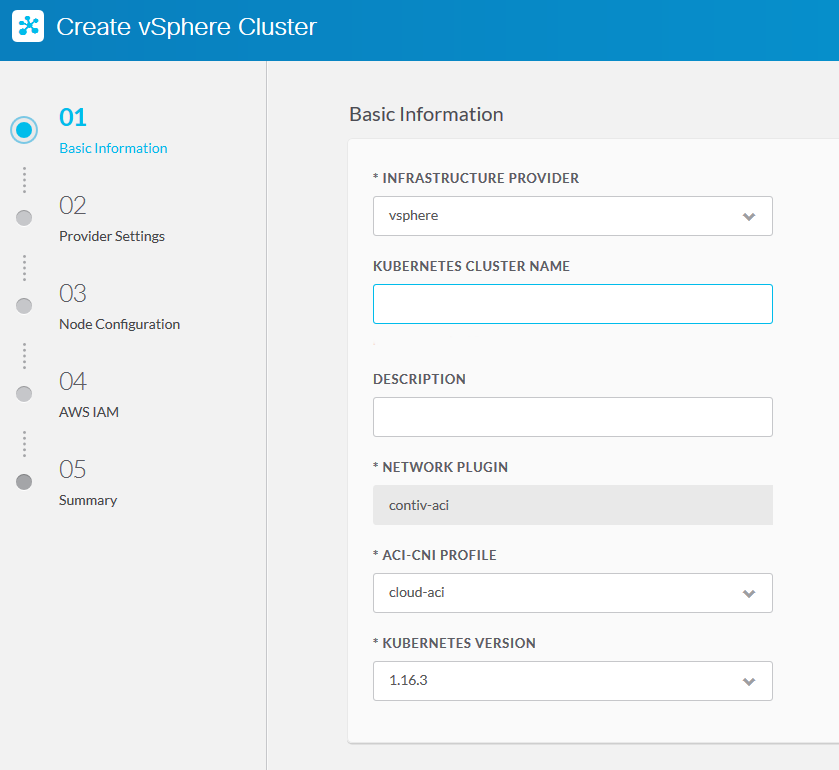 Create vSphere Cluster
01
Basic Information
02
Provider Settings
03
Node Configuration
04
AWS IAM
05
Summary
Basic Information
* INFRASTRUCTURE PROVIDER
vsphere
KUBERNETES CLUSTER NAME
DESCRIPTION
* NETWORK PLUGIN
contiv-aci
* ACI-CNI PROFILE
cloud-aci
* KUBERNETES VERSION
1.16.3